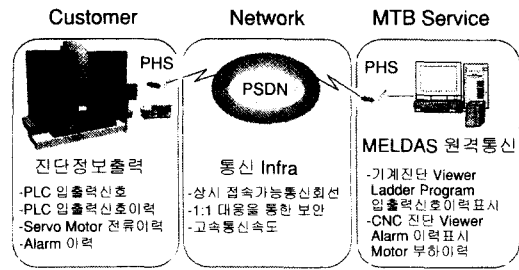 Customer
Network
MTB Service
PHS
PSDN
PHS
진단정보출력
-PLC 입출력신호
-PLC 입출력신호이력
-Servo Motor 전류이력
-Alarm 이력
통신 Infra
-상시 접속가능통신회선
-1:1 대응을 통한 보안
-고속통신속도
MELDAS 원격통신
-기계진단 Viewer
Ladder Program
입출력신호이력표시
-CNC 진단 Viewer
Alarm 이력표시
Motor 부하이력